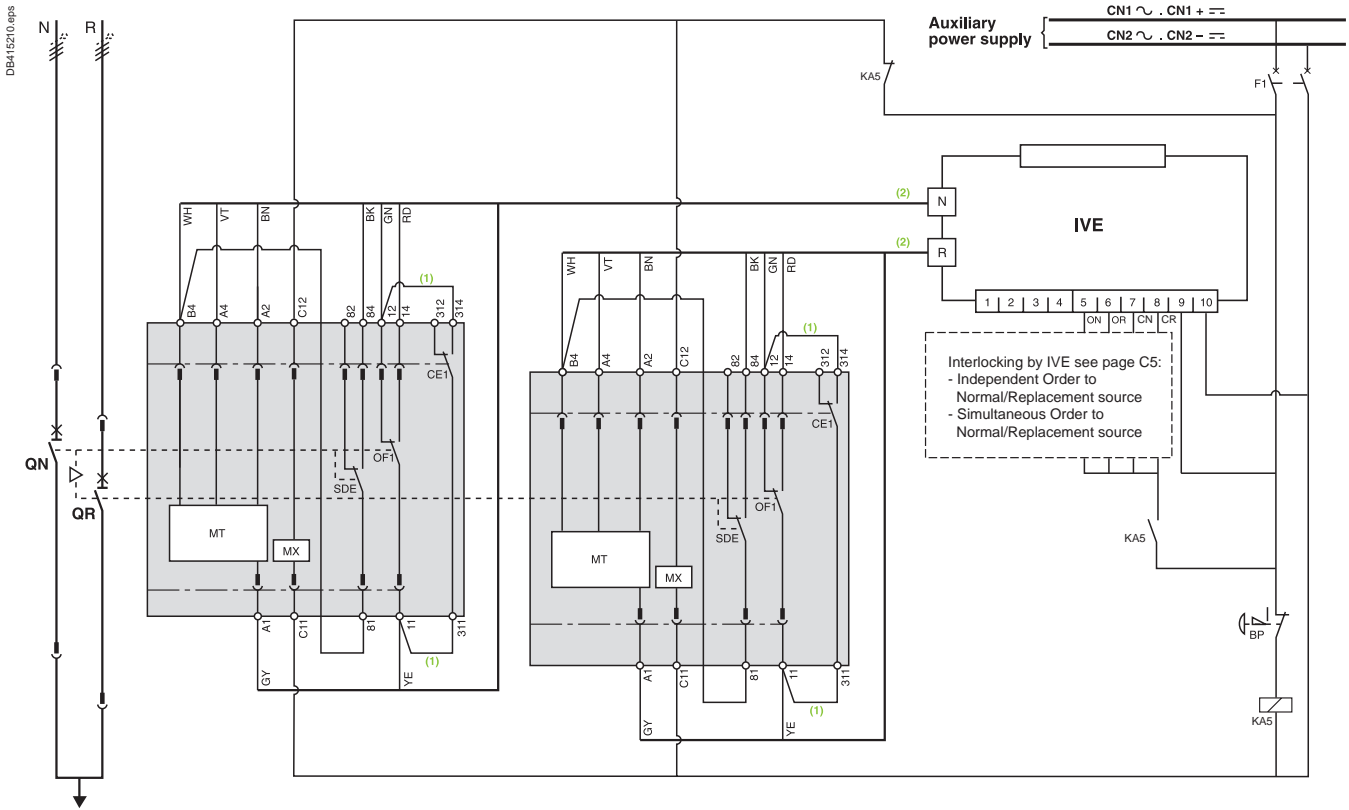 DB415210.eps
N
R
Auxiliary
power supply
CN1 ∿ . CN1 + ⎓
CN2 ∿ . CN2 – ⎓
KA5
F1
(2)
N
(2)
R
IVE
1 2 3 4 5 6 7 8 9 10
ON OR CN CR
Interlocking by IVE see page C5:
- Independent Order to
Normal/Replacement source
- Simultaneous Order to
Normal/Replacement source
WH VT BN BK GN RD
(1)
B4 A4 A2 C12 82 84 12 14 312 314
CE1
OF1
SDE
MT
MX
A1 C11 81 11 311
(1)
GY YE
WH VT BN BK GN RD
(1)
B4 A4 A2 C12 82 84 12 14 312 314
CE1
OF1
SDE
MT
MX
A1 C11 81 11 311
(1)
GY YE
QN
QR
KA5
BP
KA5